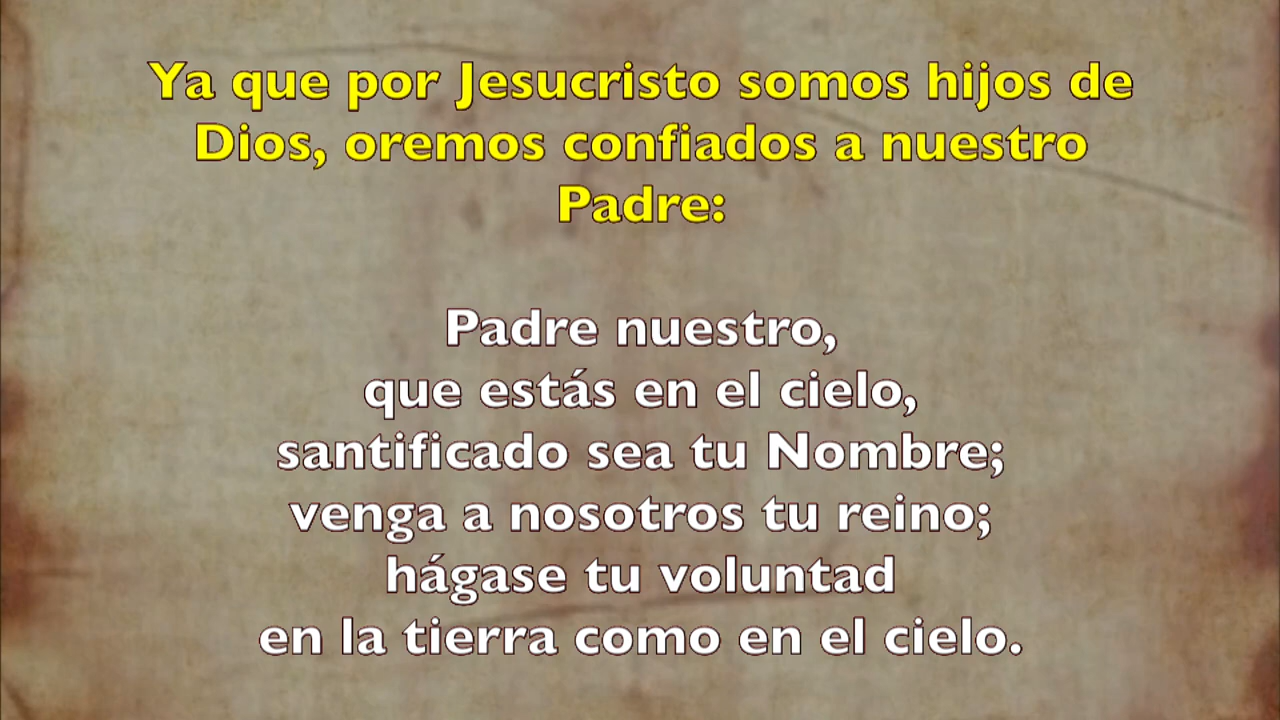 Ya que por Jesucristo somos hijos de
Dios, oremos confiados a nuestro
Padre:
Padre nuestro,
que estás en el cielo,
santificado sea tu Nombre;
venga a nosotros tu reino;
hágase tu voluntad
en la tierra como en el cielo.